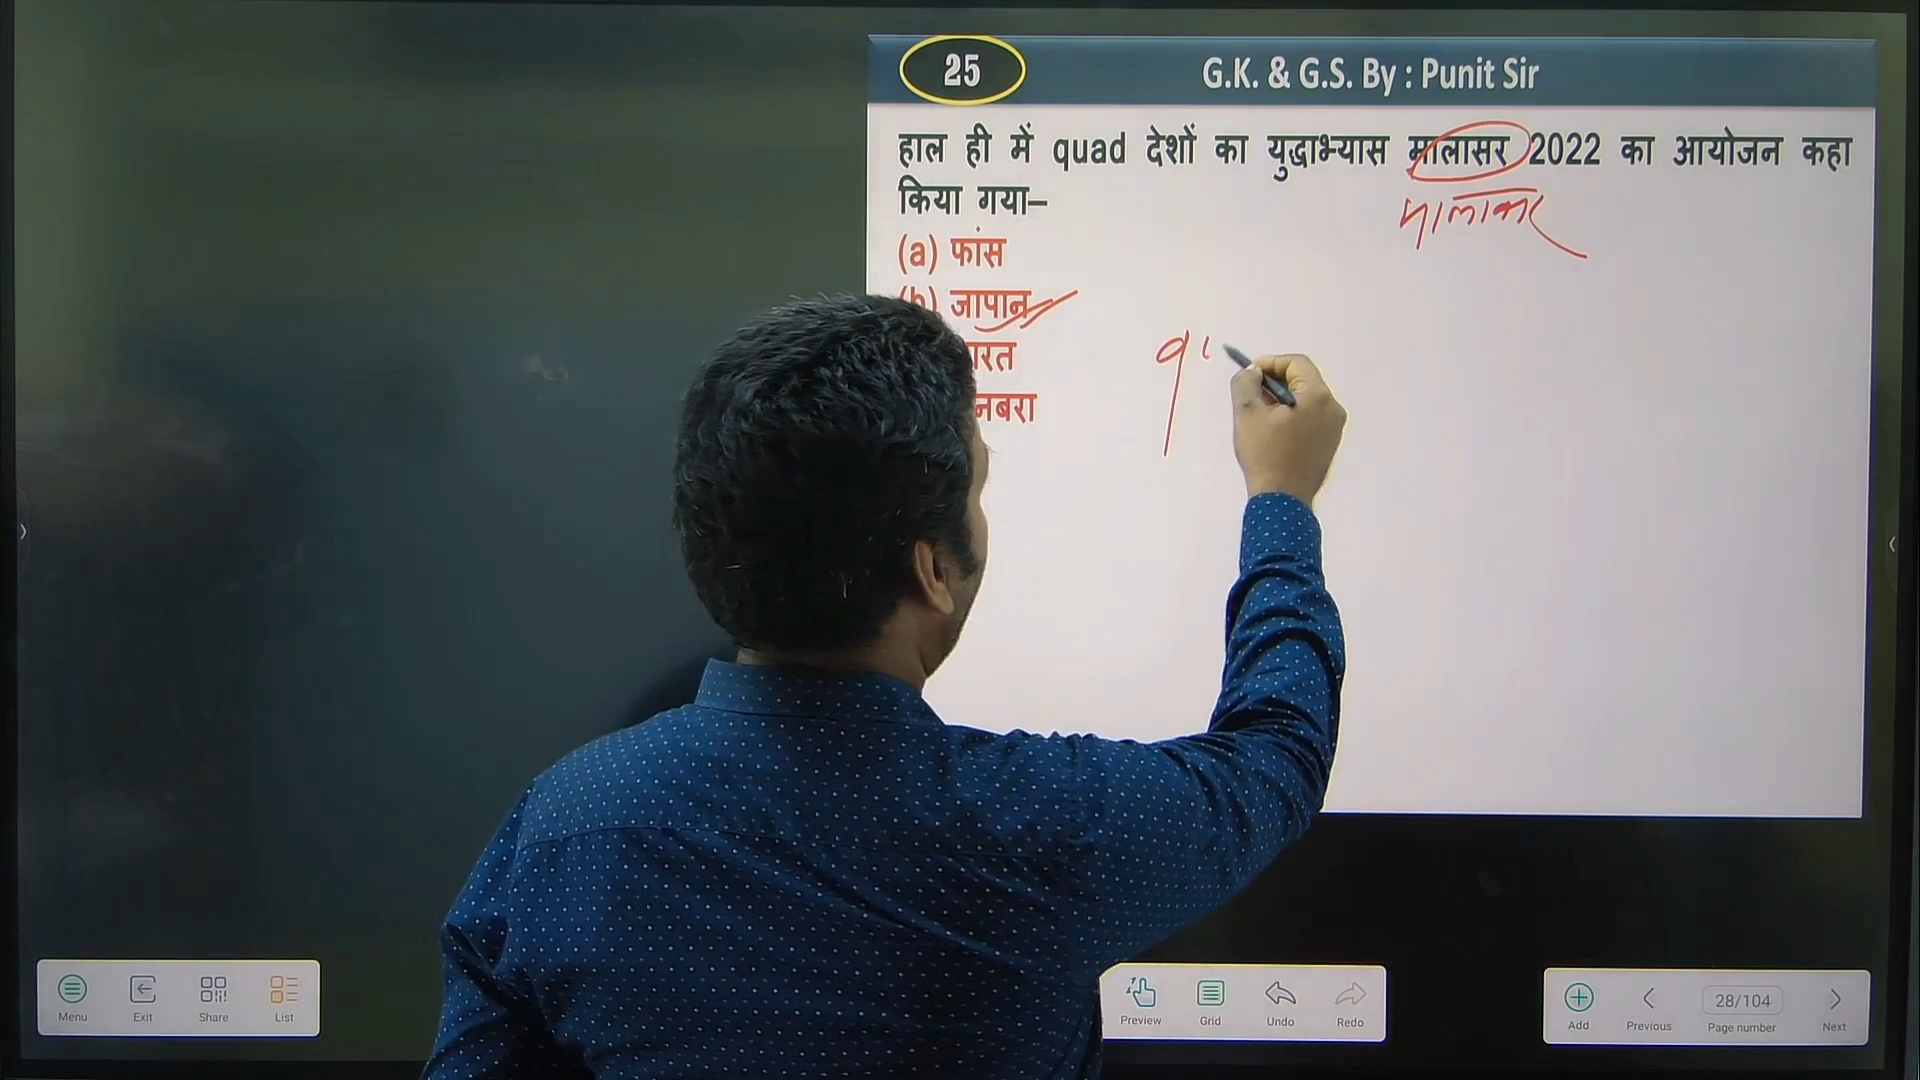 25
G.K. & G.S. By : Punit Sir
हाल ही में quad देशों का युद्धाभ्यास मालासर 2022 का आयोजन कहा
किया गया–
मालाबार
(a) फांस
(b) जापान
रत
नबरा
qu
Menu
Exit
Share
List
Preview
Grid
Undo
Redo
Add
Previous
28/104
Page number
Next